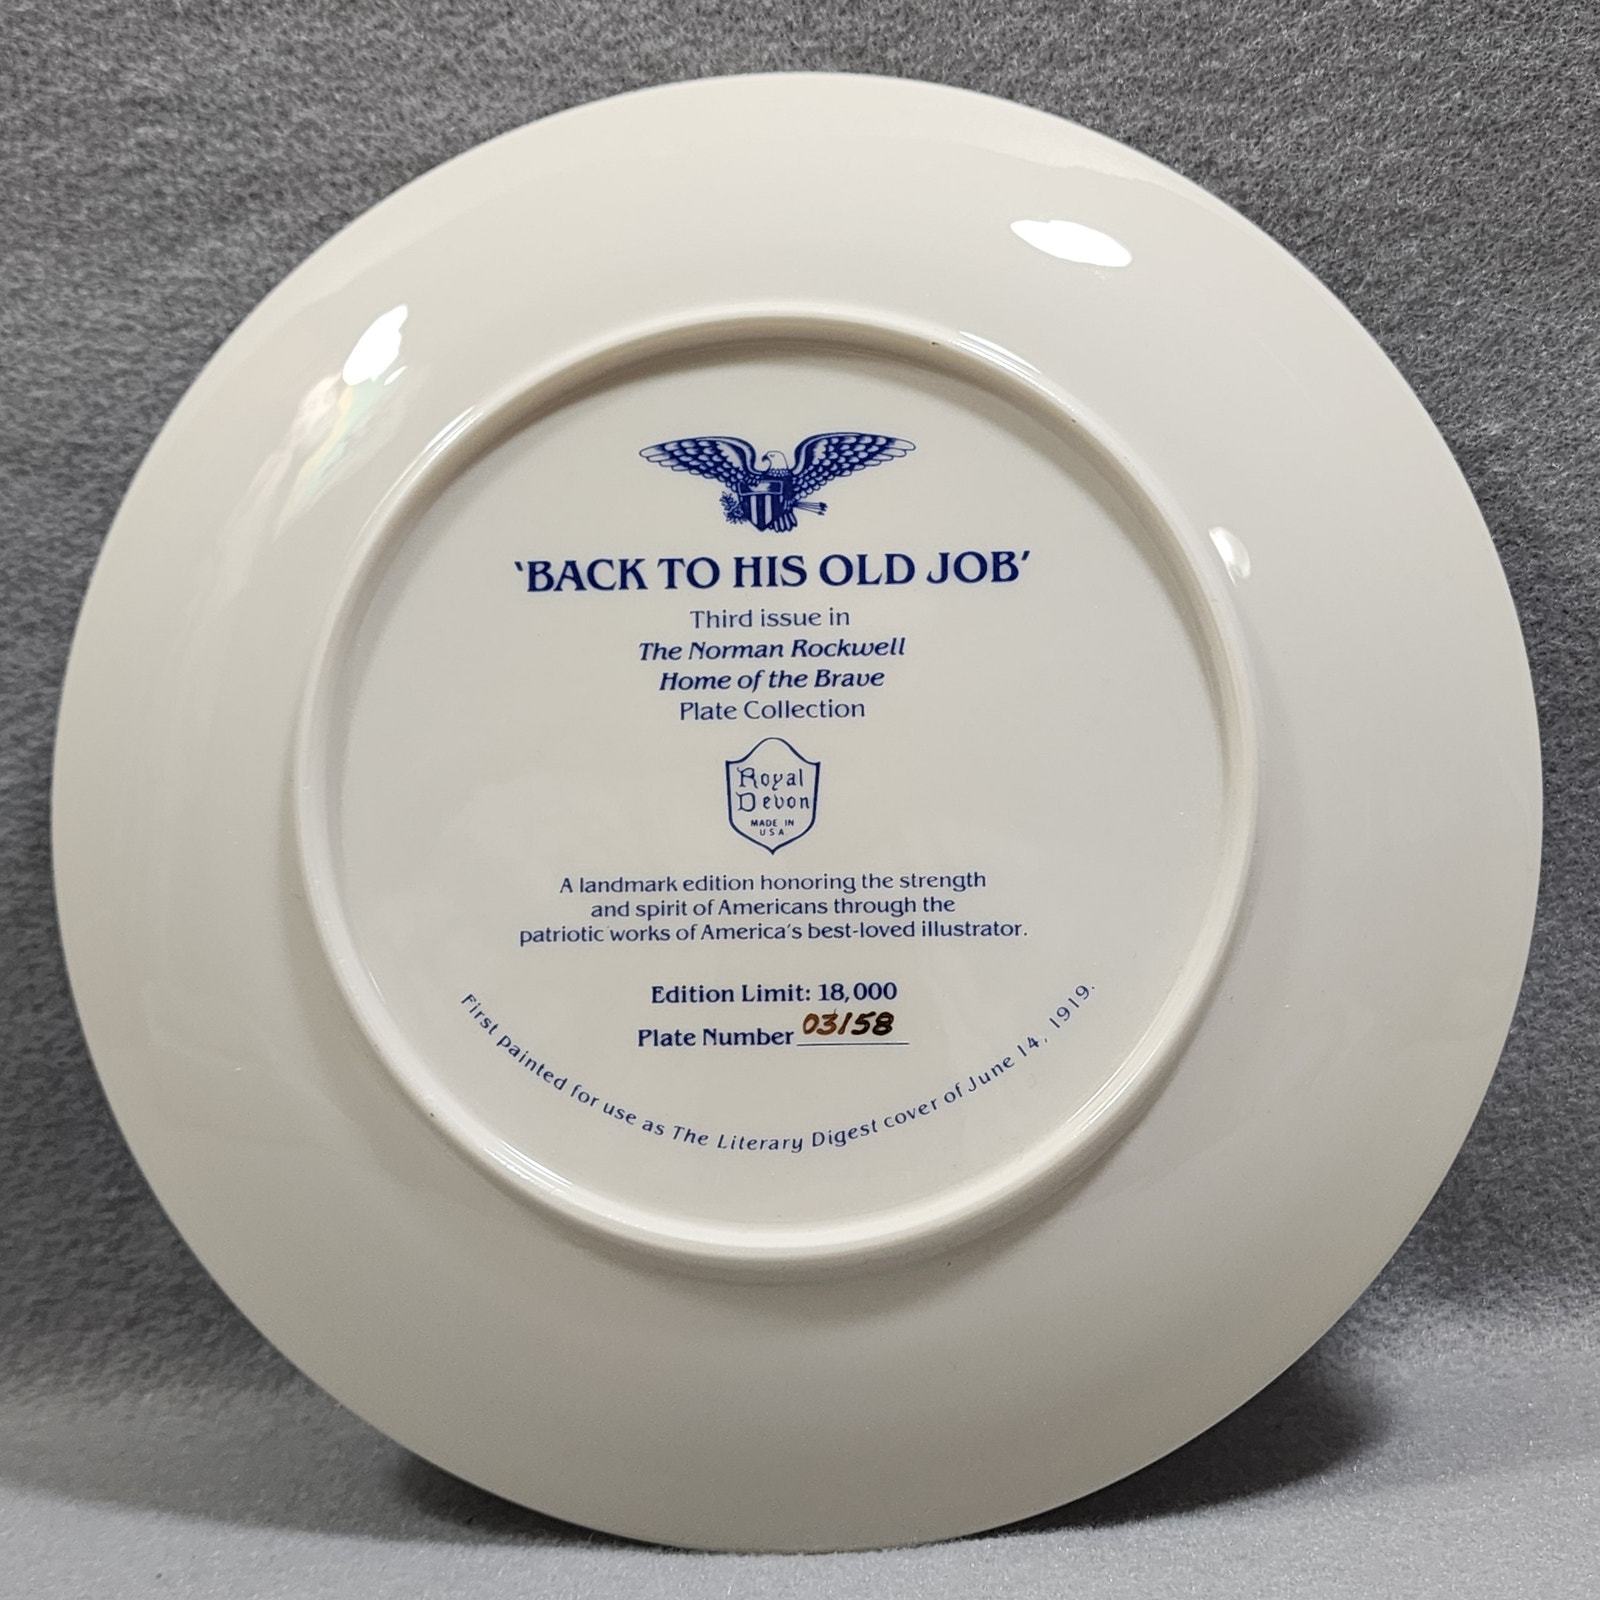 'BACK TO HIS OLD JOB'
Third issue in
The Norman Rockwell
Home of the Brave
Plate Collection
Royal
Devon
MADE IN
U S A
A landmark edition honoring the strength
and spirit of Americans through the
patriotic works of America's best-loved illustrator.
Edition Limit: 18,000
Plate Number 03158
First painted for use as The Literary Digest cover of June 14, 1919.